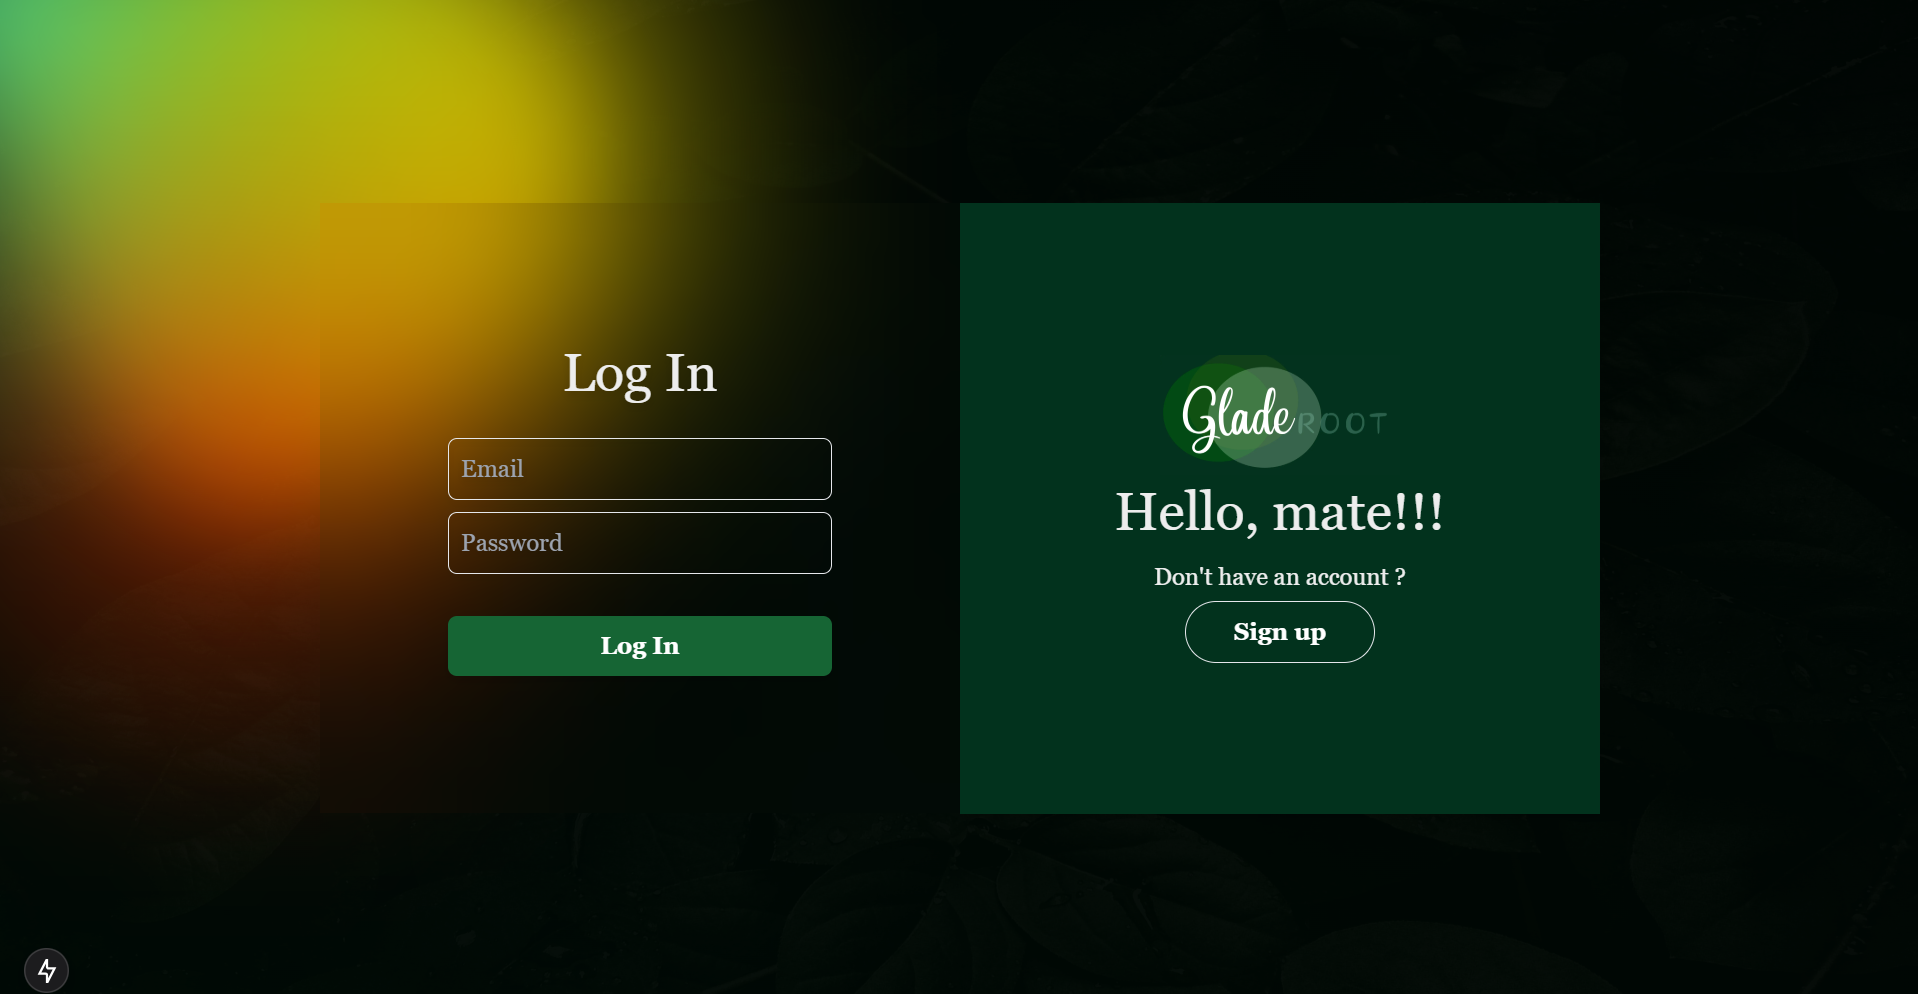 Log In
Email
Password
Log In
Glade ROOT
Hello, mate!!!
Don't have an account ?
Sign up